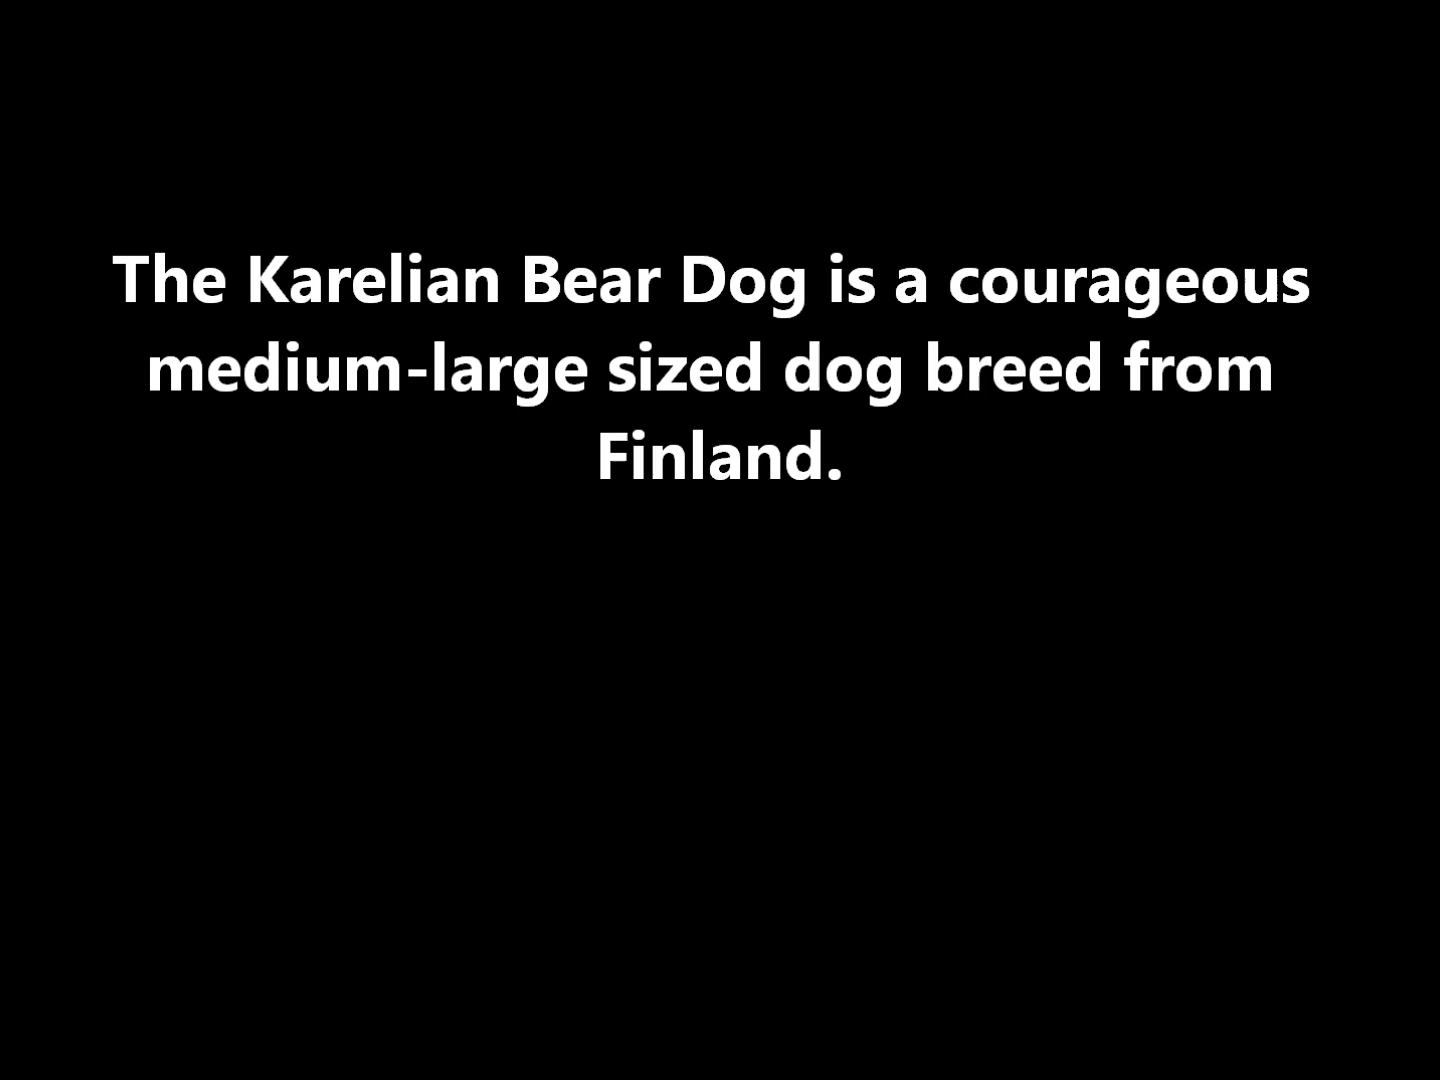 The Karelian Bear Dog is a courageous
medium-large sized dog breed from
Finland.